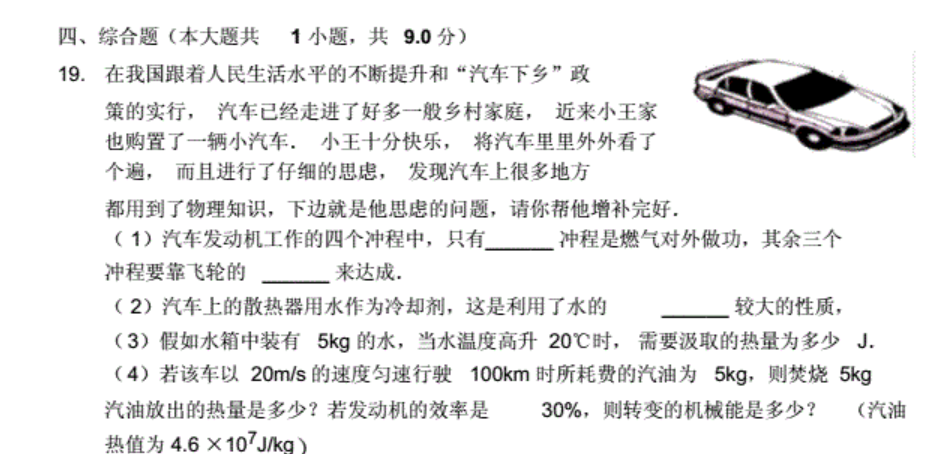 四、综合题（本大题共 1 小题，共 9.0 分）
19. 在我国跟着人民生活水平的不断提升和“汽车下乡”政
策的实行， 汽车已经走进了好多一般乡村家庭， 近来小王家
也购置了一辆小汽车． 小王十分快乐， 将汽车里里外外看了
个遍， 而且进行了仔细的思虑， 发现汽车上很多地方
都用到了物理知识，下边就是他思虑的问题，请你帮他增补完好．
（ 1）汽车发动机工作的四个冲程中，只有______ 冲程是燃气对外做功，其余三个
冲程要靠飞轮的 ______ 来达成．
（ 2）汽车上的散热器用水作为冷却剂，这是利用了水的 ______ 较大的性质，
（3）假如水箱中装有 5kg 的水，当水温度高升 20℃时， 需要汲取的热量为多少 J．
（4）若该车以 20m/s 的速度匀速行驶 100km 时所耗费的汽油为 5kg，则焚烧 5kg
汽油放出的热量是多少？若发动机的效率是 30%，则转变的机械能是多少？ （汽油
热值为 4.6 ×10⁷J/kg ）